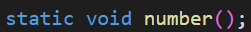 static void number();